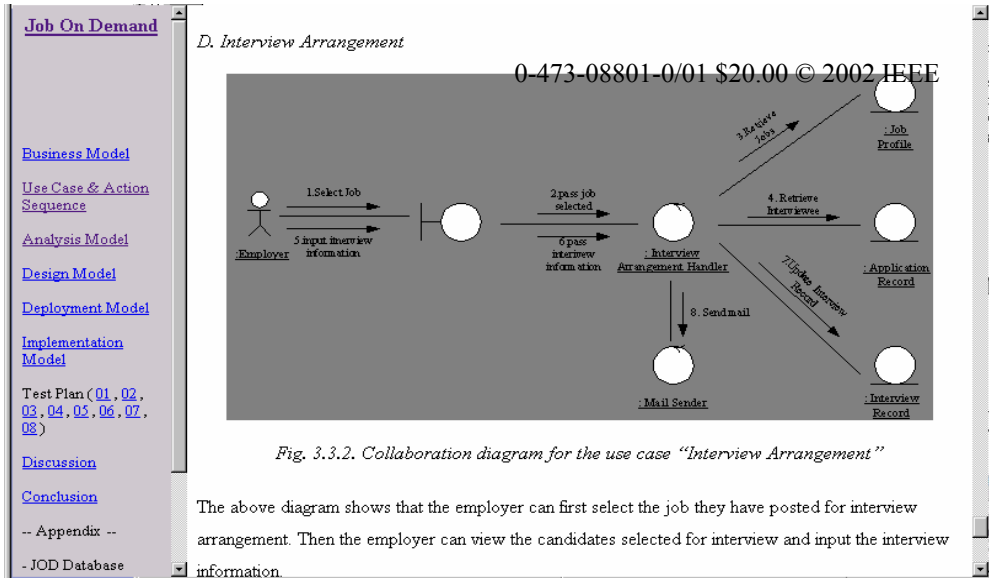 Job On Demand
Business Model
Use Case & Action
Sequence
Analysis Model
Design Model
Deployment Model
Implementation
Model
Test Plan ( 01 , 02 ,
03 , 04 , 05 , 06 , 07 ,
08 )
Discussion
Conclusion
-- Appendix --
- JOD Database
D. Interview Arrangement
0-473-08801-0/01 $20.00 © 2002 IEEE
3.Retrieve
Jobs
: Job
Profile
1.Select Job
2.pass job
selected
4. Retrieve
Interviewee
:Employer
5.input itnerview
information
6.pass
interivew
information
: Interview
Arrangement Handler
7.Update Interview
Record
: Application
Record
8. Send mail
: Mail Sender
: Interview
Record
Fig. 3.3.2. Collaboration diagram for the use case “Interview Arrangement”
The above diagram shows that the employer can first select the job they have posted for interview
arrangement. Then the employer can view the candidates selected for interview and input the interview
information.